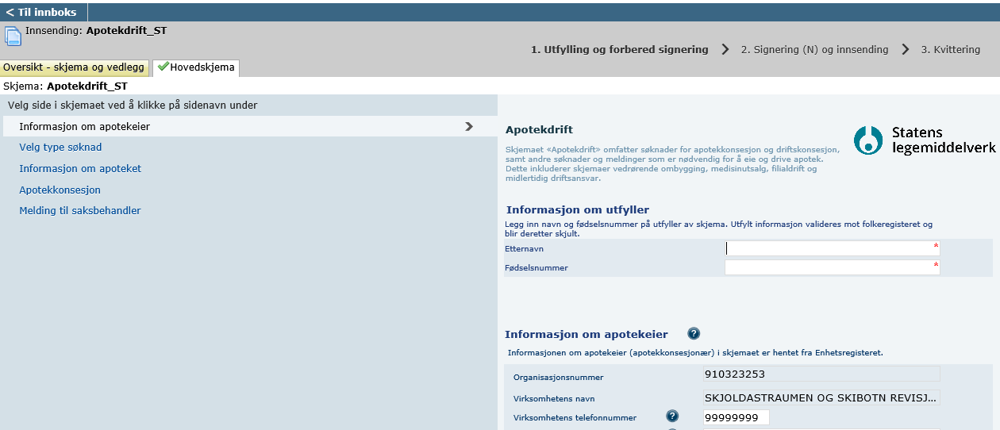 < Til innboks
Innsending: Apotekdrift_ST
1. Utfylling og forbered signering > 2. Signering (N) og innsending > 3. Kvittering
Oversikt - skjema og vedlegg Hovedskjema
Skjema: Apotekdrift_ST
Velg side i skjemaet ved å klikke på sidenavn under
Informasjon om apotekeier
Velg type søknad
Informasjon om apoteket
Apotekkonsesjon
Melding til saksbehandler
Apotekdrift
Statens
legemiddelverk
Skjemaet «Apotekdrift» omfatter søknader for apotekkonsesjon og driftskonsesjon,
samt andre søknader og meldinger som er nødvendig for å eie og drive apotek.
Dette inkluderer skjemaer vedrørende ombygging, medisinutsalg, filialdrift og
midlertidig driftsansvar.
Informasjon om utfyller
Legg inn navn og fødselsnummer på utfyller av skjema. Utfylt informasjon valideres mot folkeregisteret og
blir deretter skjult.
Etternavn *
Fødselsnummer *
Informasjon om apotekeier ?
Informasjonen om apotekeier (apotekkonsesjonær) i skjemaet er hentet fra Enhetsregisteret.
Organisasjonsnummer 910323253
Virksomhetens navn SKJOLDASTRAUMEN OG SKIBOTN REVISJ...
Virksomhetens telefonnummer ? 99999999